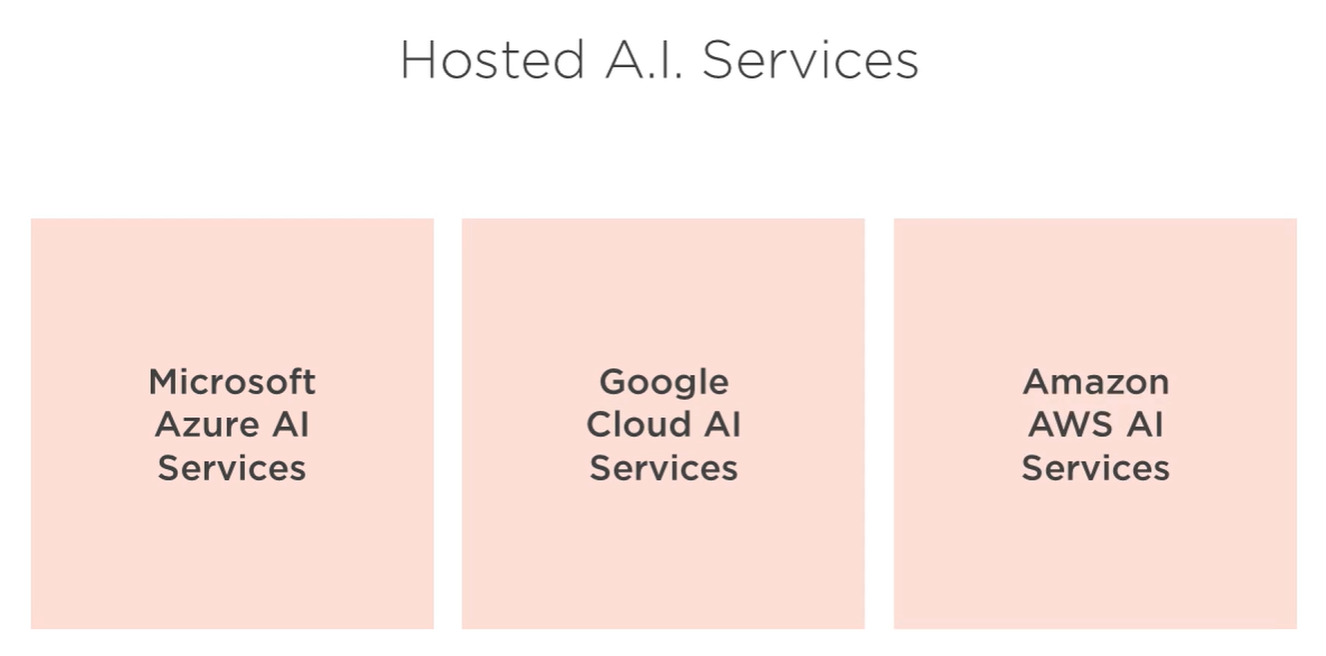 Hosted A.I. Services
Microsoft
Azure AI
Services
Google
Cloud AI
Services
Amazon
AWS AI
Services